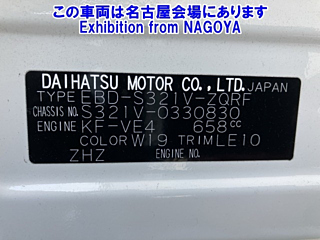 この車両は名古屋会場にあります
Exhibition from NAGOYA
DAIHATSU MOTOR CO.,LTD. JAPAN
TYPE EBD-S321V-ZQRF
CHASSIS NO. S321V-0330830
ENGINE KF-VE4 658cc
COLOR W19 TRIM LE10
ZHZ